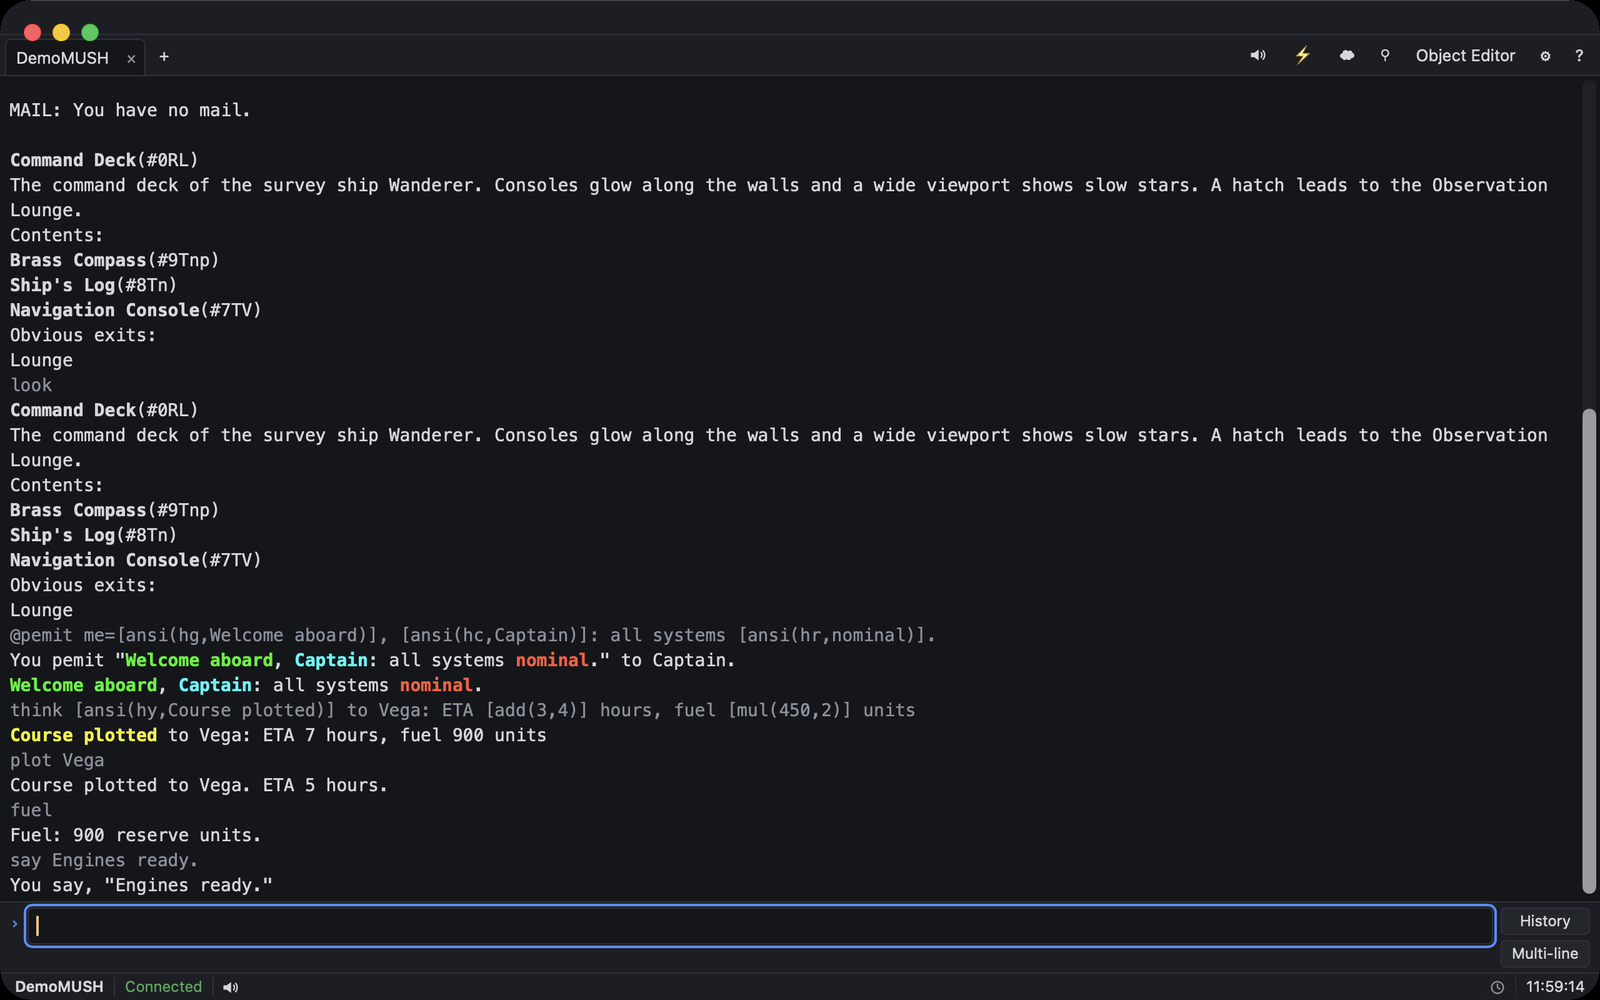 DemoMUSH × +
Object Editor ?
MAIL: You have no mail.
Command Deck(#0RL)
The command deck of the survey ship Wanderer. Consoles glow along the walls and a wide viewport shows slow stars. A hatch leads to the Observation
Lounge.
Contents:
Brass Compass(#9Tnp)
Ship's Log(#8Tn)
Navigation Console(#7TV)
Obvious exits:
Lounge
look
Command Deck(#0RL)
The command deck of the survey ship Wanderer. Consoles glow along the walls and a wide viewport shows slow stars. A hatch leads to the Observation
Lounge.
Contents:
Brass Compass(#9Tnp)
Ship's Log(#8Tn)
Navigation Console(#7TV)
Obvious exits:
Lounge
@pemit me=[ansi(hg,Welcome aboard)], [ansi(hc,Captain)]: all systems [ansi(hr,nominal)].
You pemit "Welcome aboard, Captain: all systems nominal." to Captain.
Welcome aboard, Captain: all systems nominal.
think [ansi(hy,Course plotted)] to Vega: ETA [add(3,4)] hours, fuel [mul(450,2)] units
Course plotted to Vega: ETA 7 hours, fuel 900 units
plot Vega
Course plotted to Vega. ETA 5 hours.
fuel
Fuel: 900 reserve units.
say Engines ready.
You say, "Engines ready."
›
History
Multi-line
DemoMUSH Connected 11:59:14